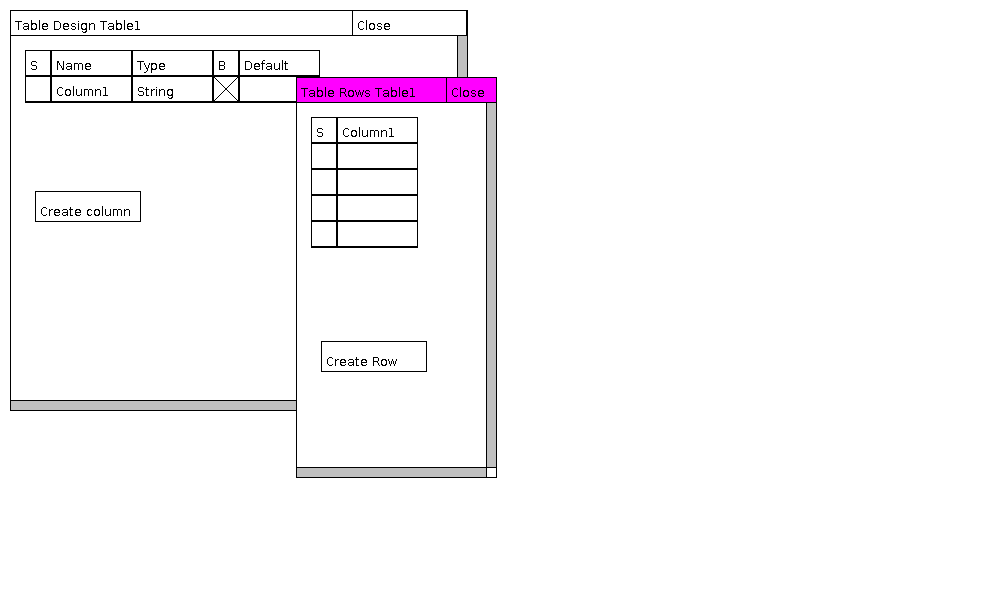 Table Design Table1 Close
S Name Type B Default
Column1 String
Create column
Table Rows Table1 Close
S Column1
Create Row